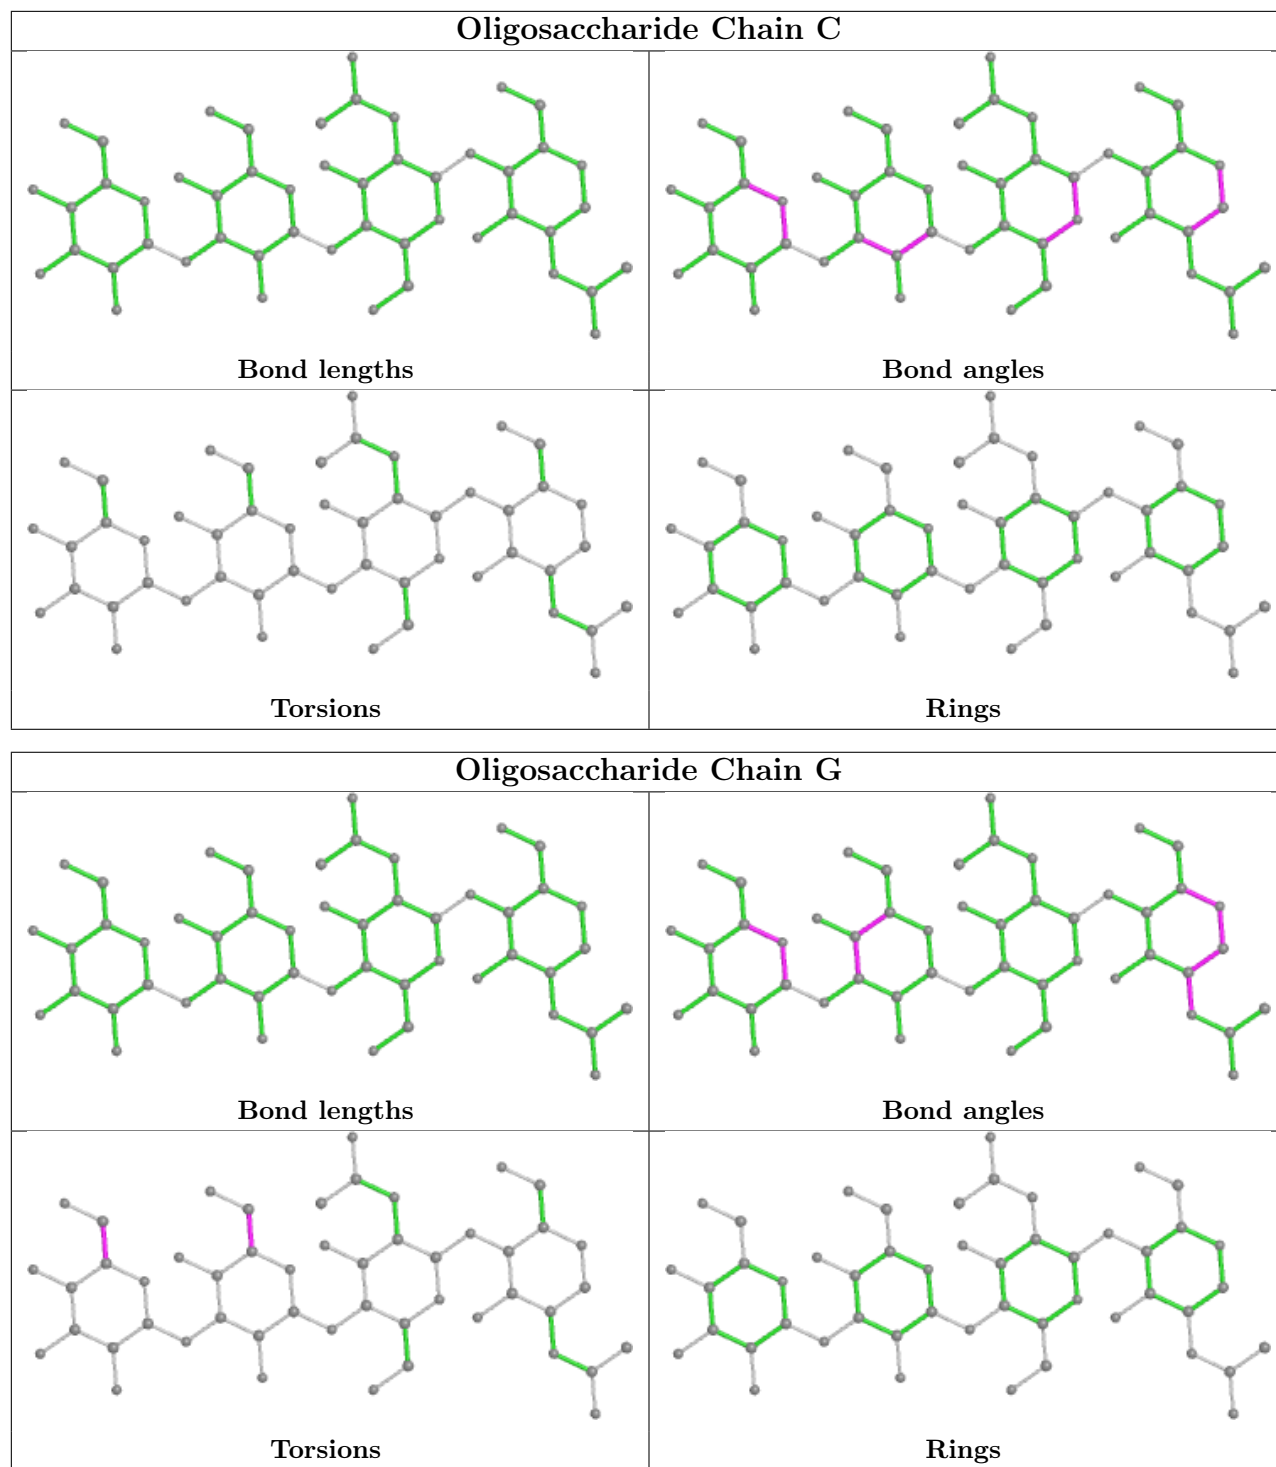 Oligosaccharide Chain C
Bond lengths
Bond angles
Torsions
Rings
Oligosaccharide Chain G
Bond lengths
Bond angles
Torsions
Rings